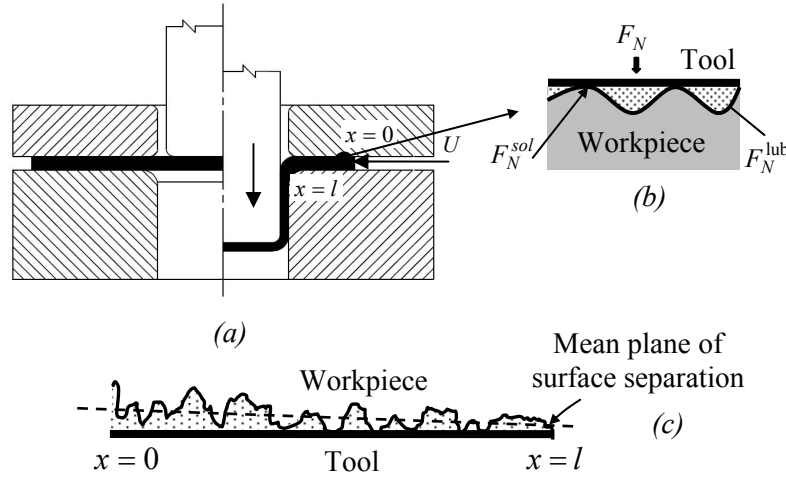 x = 0
U
x = l
(a)
F_N
Tool
F_N^{sol}
Workpiece
F_N^{lub}
(b)
Mean plane of
surface separation
Workpiece
(c)
x = 0
Tool
x = l